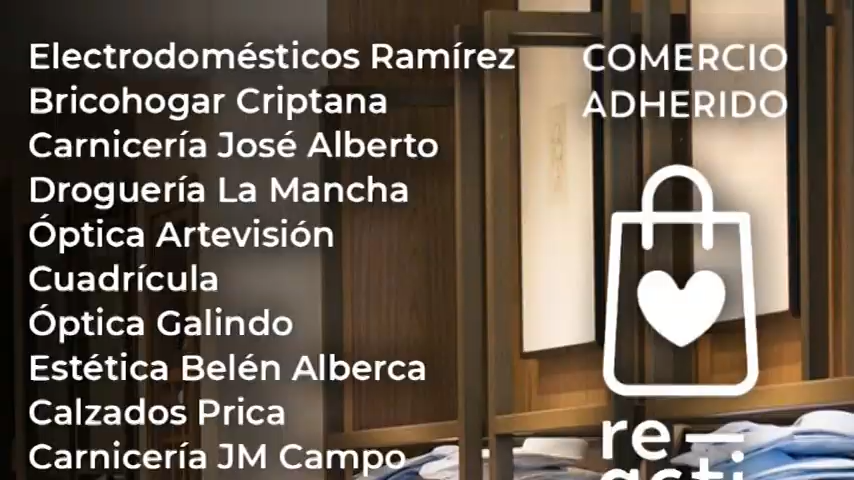 Electrodomésticos Ramírez
Bricohogar Criptana
Carnicería José Alberto
Droguería La Mancha
Óptica Artevisión
Cuadrícula
Óptica Galindo
Estética Belén Alberca
Calzados Prica
Carnicería JM Campo
COMERCIO
ADHERIDO
re—
acti